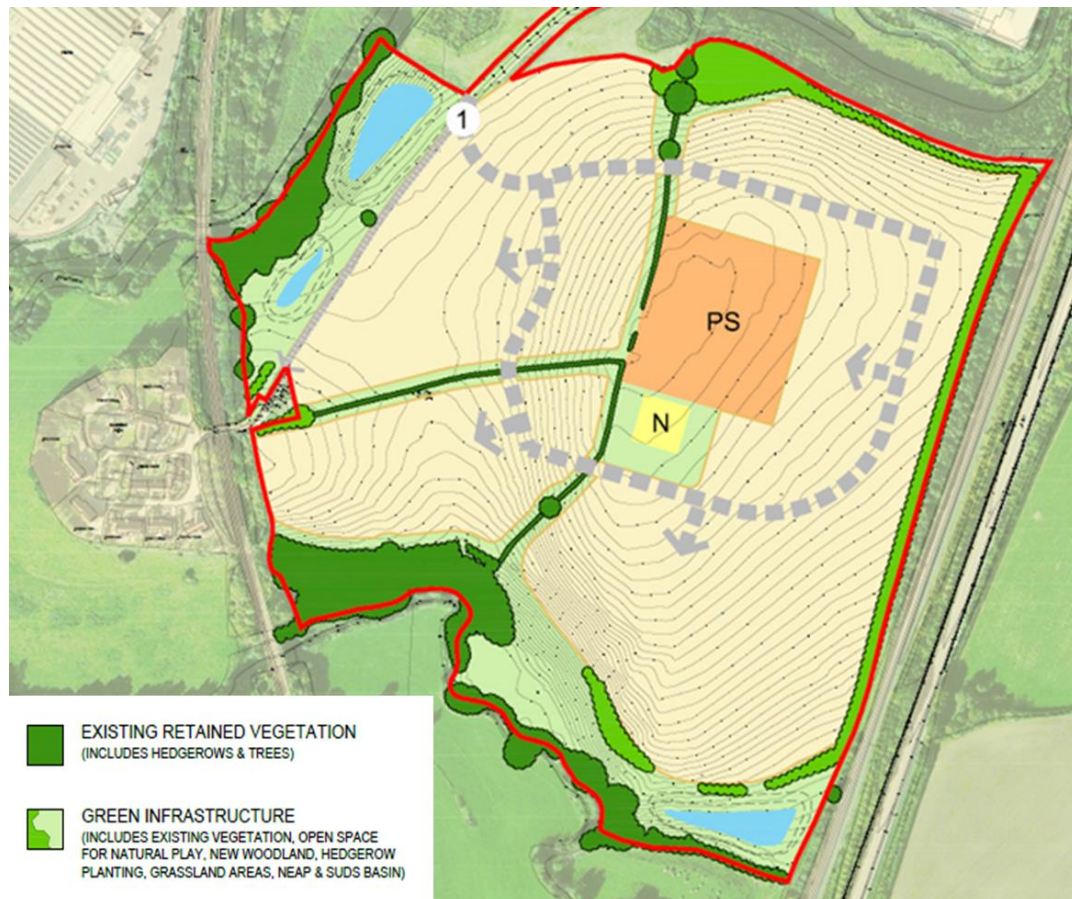 1
PS
N
EXISTING RETAINED VEGETATION
(INCLUDES HEDGEROWS & TREES)
GREEN INFRASTRUCTURE
(INCLUDES EXISTING VEGETATION, OPEN SPACE
FOR NATURAL PLAY, NEW WOODLAND, HEDGEROW
PLANTING, GRASSLAND AREAS, NEAP & SUDS BASIN)